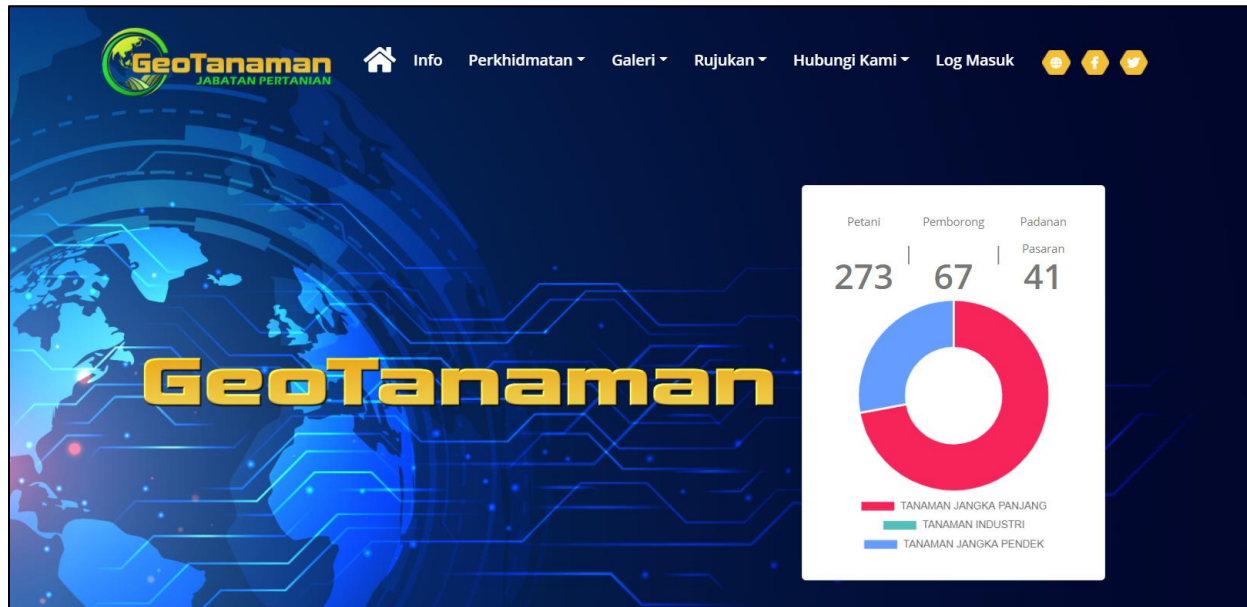 GeoTanaman
JABATAN PERTANIAN
Info Perkhidmatan Galeri Rujukan Hubungi Kami Log Masuk
GeoTanaman
Petani Pemborong Padanan
Pasaran
273 | 67 | 41
TANAMAN JANGKA PANJANG
TANAMAN INDUSTRI
TANAMAN JANGKA PENDEK